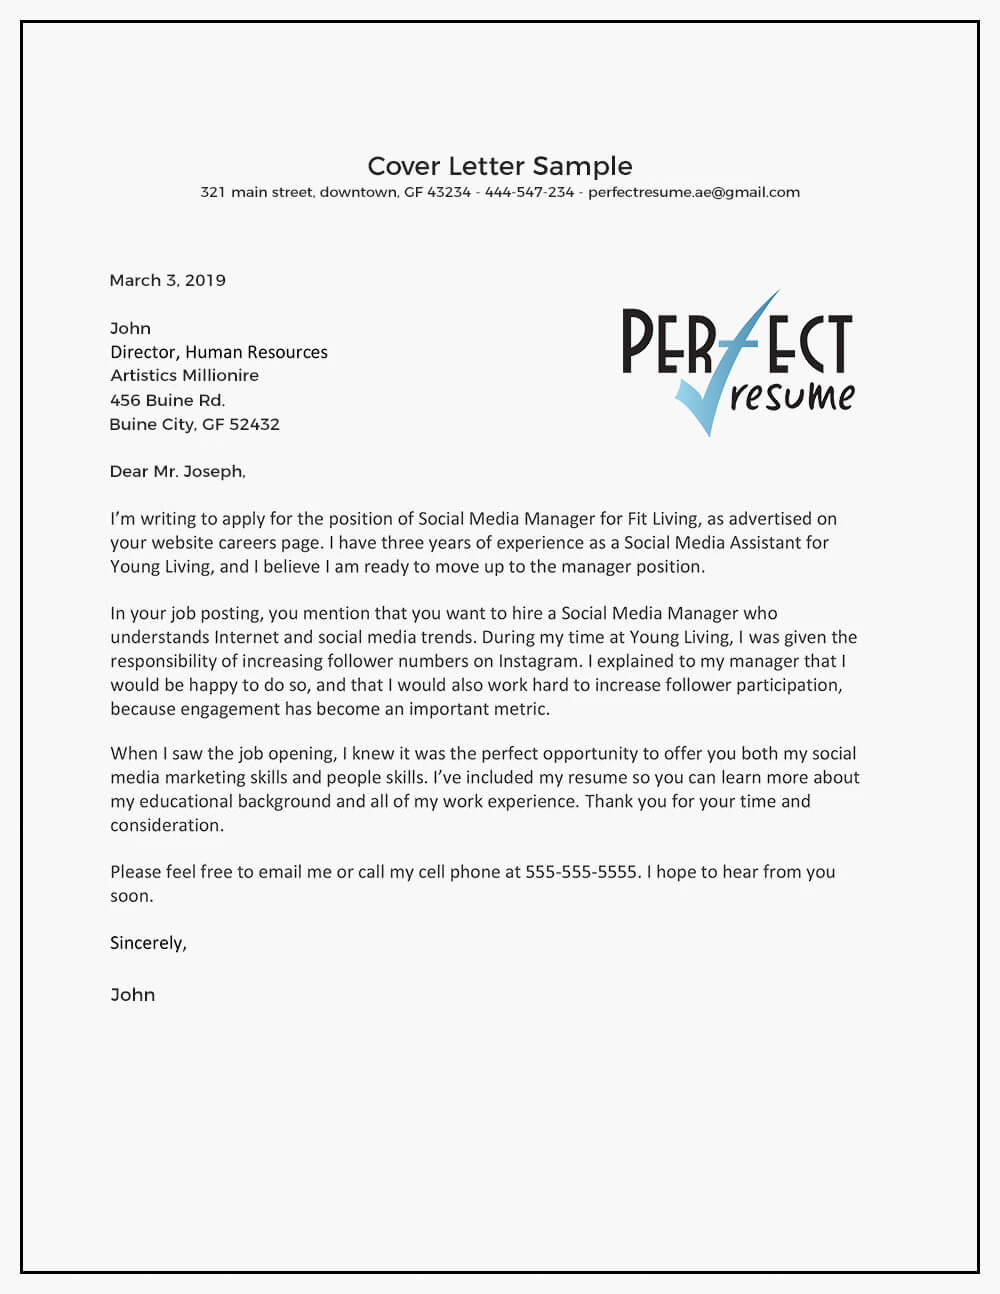 Cover Letter Sample
321 main street, downtown, GF 43234 - 444-547-234 - perfectresume.ae@gmail.com
March 3, 2019
John
Director, Human Resources
Artistics Millionire
456 Buine Rd.
Buine City, GF 52432
PERFECT
resume
Dear Mr. Joseph,
I’m writing to apply for the position of Social Media Manager for Fit Living, as advertised on
your website careers page. I have three years of experience as a Social Media Assistant for
Young Living, and I believe I am ready to move up to the manager position.
In your job posting, you mention that you want to hire a Social Media Manager who
understands Internet and social media trends. During my time at Young Living, I was given the
responsibility of increasing follower numbers on Instagram. I explained to my manager that I
would be happy to do so, and that I would also work hard to increase follower participation,
because engagement has become an important metric.
When I saw the job opening, I knew it was the perfect opportunity to offer you both my social
media marketing skills and people skills. I’ve included my resume so you can learn more about
my educational background and all of my work experience. Thank you for your time and
consideration.
Please feel free to email me or call my cell phone at 555-555-5555. I hope to hear from you
soon.
Sincerely,
John